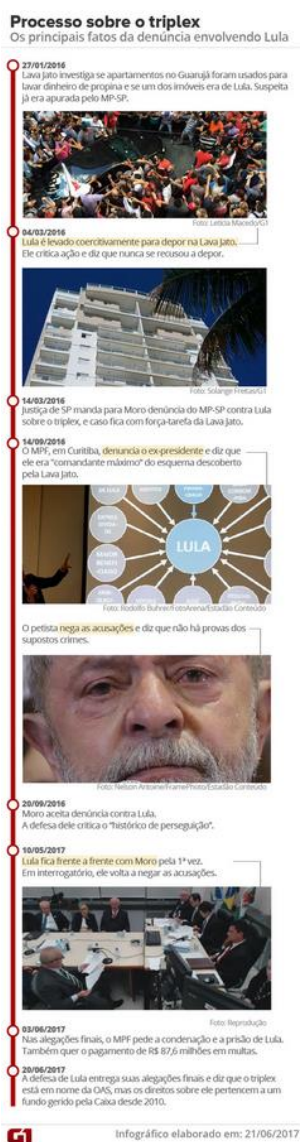 Processo sobre o triplex
Os principais fatos da denúncia envolvendo Lula
27/01/2016
Lava Jato investiga se apartamentos no Guarujá foram usados para
lavar dinheiro de propina e se um dos imóveis era de Lula. Suspeita
já era apurada pelo MP-SP.
Foto: Letícia Macedo/G1
04/03/2016
Lula é levado coercitivamente para depor na Lava Jato.
Ele critica ação e diz que nunca se recusou a depor.
Foto: Solange Freitas/G1
14/03/2016
Justiça de SP manda para Moro denúncia do MP-SP contra Lula
sobre o triplex, e caso fica com força-tarefa da Lava Jato.
14/09/2016
O MPF, em Curitiba, denuncia o ex-presidente e diz que
ele era "comandante máximo" do esquema descoberto
pela Lava Jato.
LULA
Foto: Rodolfo Buhrer/FotoArena/Estadão Conteúdo
O petista nega as acusações e diz que não há provas dos
supostos crimes.
Foto: Nelson Antoine/FramePhoto/Estadão Conteúdo
20/09/2016
Moro aceita denúncia contra Lula.
A defesa dele critica o "histórico de perseguição".
10/05/2017
Lula fica frente a frente com Moro pela 1ª vez.
Em interrogatório, ele volta a negar as acusações.
Foto: Reprodução
03/06/2017
Nas alegações finais, o MPF pede a condenação e a prisão de Lula.
Também quer o pagamento de R$ 87,6 milhões em multas.
20/06/2017
A defesa de Lula entrega suas alegações finais e diz que o triplex
está em nome da OAS, mas os direitos sobre ele pertencem a um
fundo gerido pela Caixa desde 2010.
G1
Infográfico elaborado em: 21/06/2017